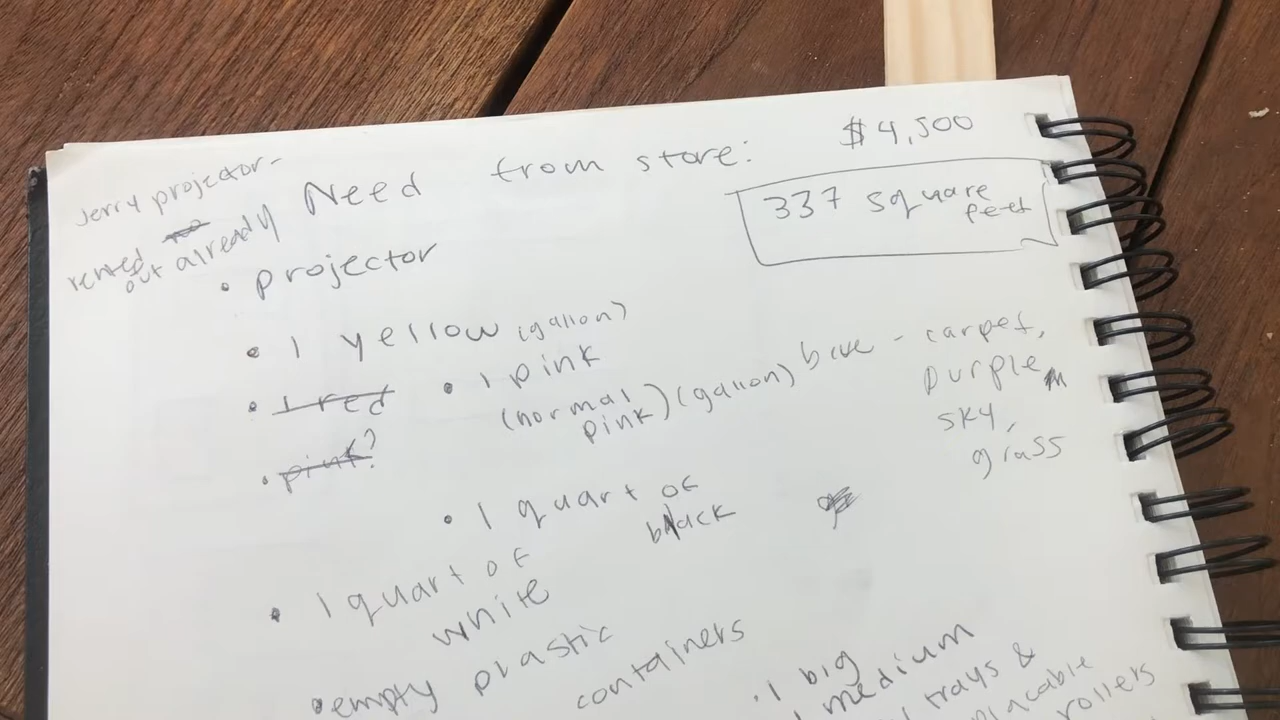 $ 4,500
Need from store:
337 square
feet
Jerry projector-
rented
out already
• projector
• 1 yellow (gallon)
• 1 red
• 1 pink
(normal
pink) (gallon)
blue - carpet,
purple
sky,
grass
• pink?
• 1 quart of
black
• 1 quart of
white
• empty plastic
containers
• 1 big
1 medium
trays &
rollers